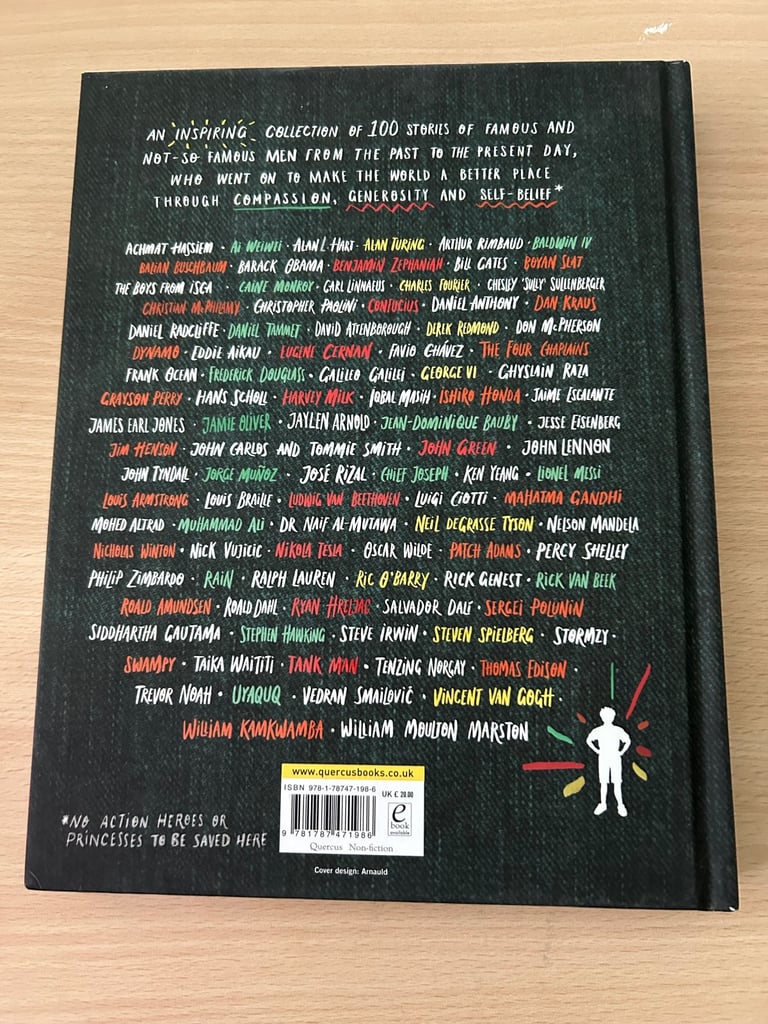 AN INSPIRING COLLECTION OF 100 STORIES OF FAMOUS AND
NOT-SO FAMOUS MEN FROM THE PAST TO THE PRESENT DAY,
WHO WENT ON TO MAKE THE WORLD A BETTER PLACE
THROUGH COMPASSION, GENEROSITY AND SELF-BELIEF*
ACHMAT HASSIEM · AI WEIWEI · ALAN L HART · ALAN TURING · ARTHUR RIMBAUD · BALDWIN IV
BALIAN BUSCHBAUM · BARACK OBAMA · BENJAMIN ZEPHANIAH · BILL GATES · BOYAN SLAT
THE BOYS FROM ISCA · CAINE MONROY · CARL LINNAEUS · CHARLES FOURIER · CHESLEY 'SULLY' SULLENBERGER
CHRISTIAN MCPHILAMY · CHRISTOPHER PAOLINI · CONFUCIUS · DANIEL ANTHONY · DAN KRAUS
DANIEL RADCLIFFE · DANIEL TAMMET · DAVID ATTENBOROUGH · DEREK REDMOND · DON MCPHERSON
DYNAMO · EDDIE AIKAU · EUGENE CERNAN · FAVIO CHÁVEZ · THE FOUR CHAPLAINS
FRANK OCEAN · FREDERICK DOUGLASS · GALILEO GALILEI · GEORGE VI · GHYSLAIN RAZA
GRAYSON PERRY · HANS SCHOLL · HARVEY MILK · IQBAL MASIH · ISHIRO HONDA · JAIME ESCALANTE
JAMES EARL JONES · JAMIE OLIVER · JAYLEN ARNOLD · JEAN-DOMINIQUE BAUBY · JESSE EISENBERG
JIM HENSON · JOHN CARLOS AND TOMMIE SMITH · JOHN GREEN · JOHN LENNON
JOHN TYNDALL · JORGE MUÑOZ · JOSÉ RIZAL · CHIEF JOSEPH · KEN YEANG · LIONEL MESSI
LOUIS ARMSTRONG · LOUIS BRAILLE · LUDWIG VAN BEETHOVEN · LUIGI CIOTTI · MAHATMA GANDHI
MOHED ALTRAD · MUHAMMAD ALI · DR NAIF AL-MUTAWA · NEIL DEGRASSE TYSON · NELSON MANDELA
NICHOLAS WINTON · NICK VUJICIC · NIKOLA TESLA · OSCAR WILDE · PATCH ADAMS · PERCY SHELLEY
PHILIP ZIMBARDO · RAIN · RALPH LAUREN · RIC O'BARRY · RICK GENEST · RICK VAN BEEK
ROALD AMUNDSEN · ROALD DAHL · RYAN HRELJAC · SALVADOR DALÍ · SERGEI POLUNIN
SIDDHARTHA GAUTAMA · STEPHEN HAWKING · STEVE IRWIN · STEVEN SPIELBERG · STORMZY ·
SWAMPY · TAIKA WAITITI · TANK MAN · TENZING NORGAY · THOMAS EDISON ·
TREVOR NOAH · UYAQUQ · VEDRAN SMAILOVIĆ · VINCENT VAN GOGH ·
WILLIAM KAMKWAMBA · WILLIAM MOULTON MARSTON
*NO ACTION HEROES OR
PRINCESSES TO BE SAVED HERE
www.quercusbooks.co.uk
ISBN 978-1-78747-198-6 UK £ 20.00
9 781787 471986
e book available
Quercus Non-fiction
Cover design: Arnauld